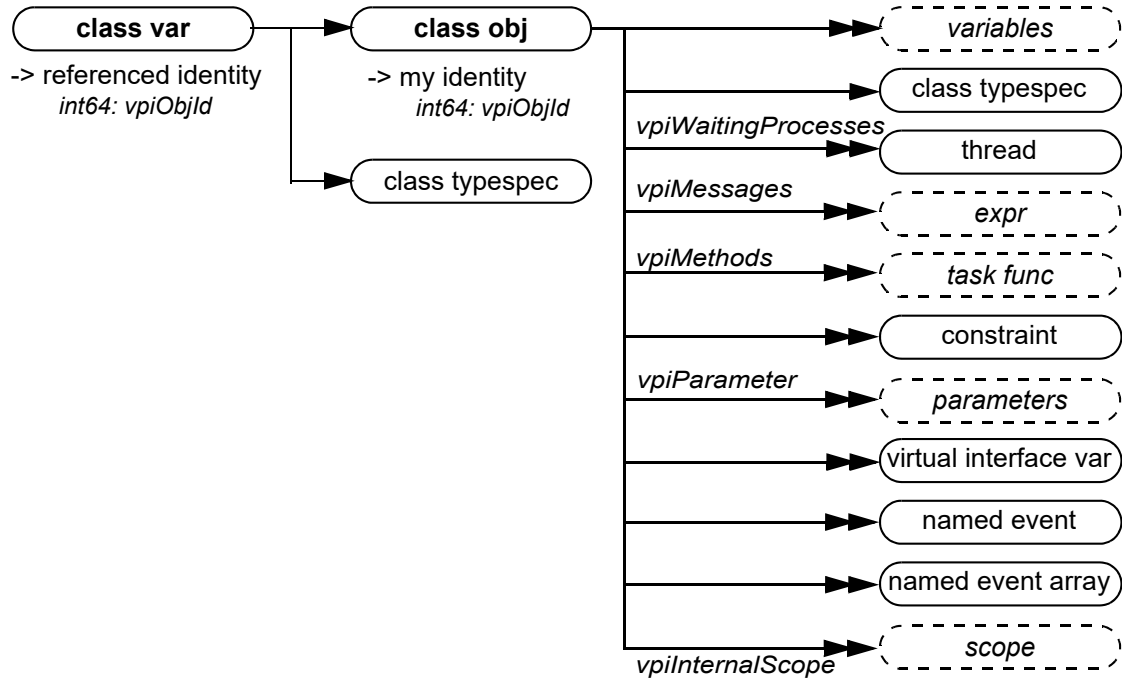 class var
-> referenced identity
int64: vpiObjId
class obj
-> my identity
int64: vpiObjId
class typespec
variables
class typespec
vpiWaitingProcesses
thread
vpiMessages
expr
vpiMethods
task func
constraint
vpiParameter
parameters
virtual interface var
named event
named event array
vpiInternalScope
scope